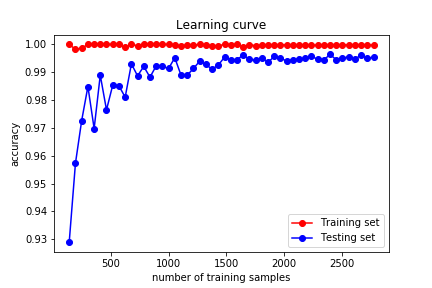 Learning curve
1.00
0.99
0.98
0.97
0.96
0.95
0.94
0.93
accuracy
Training set
Testing set
500 1000 1500 2000 2500
number of training samples